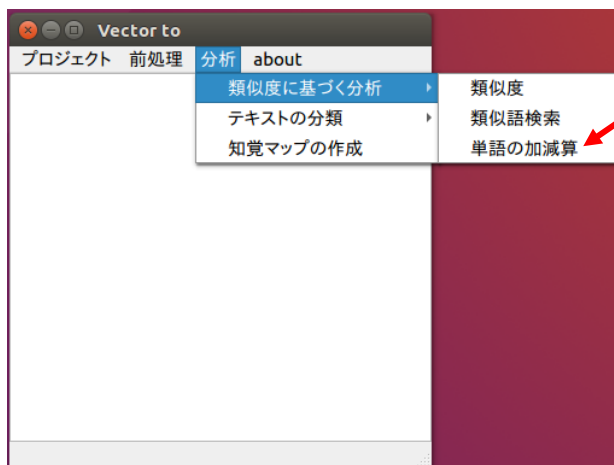 Vector to
プロジェクト 前処理 分析 about
類似度に基づく分析 類似度
テキストの分類 類似語検索
知覚マップの作成 単語の加減算